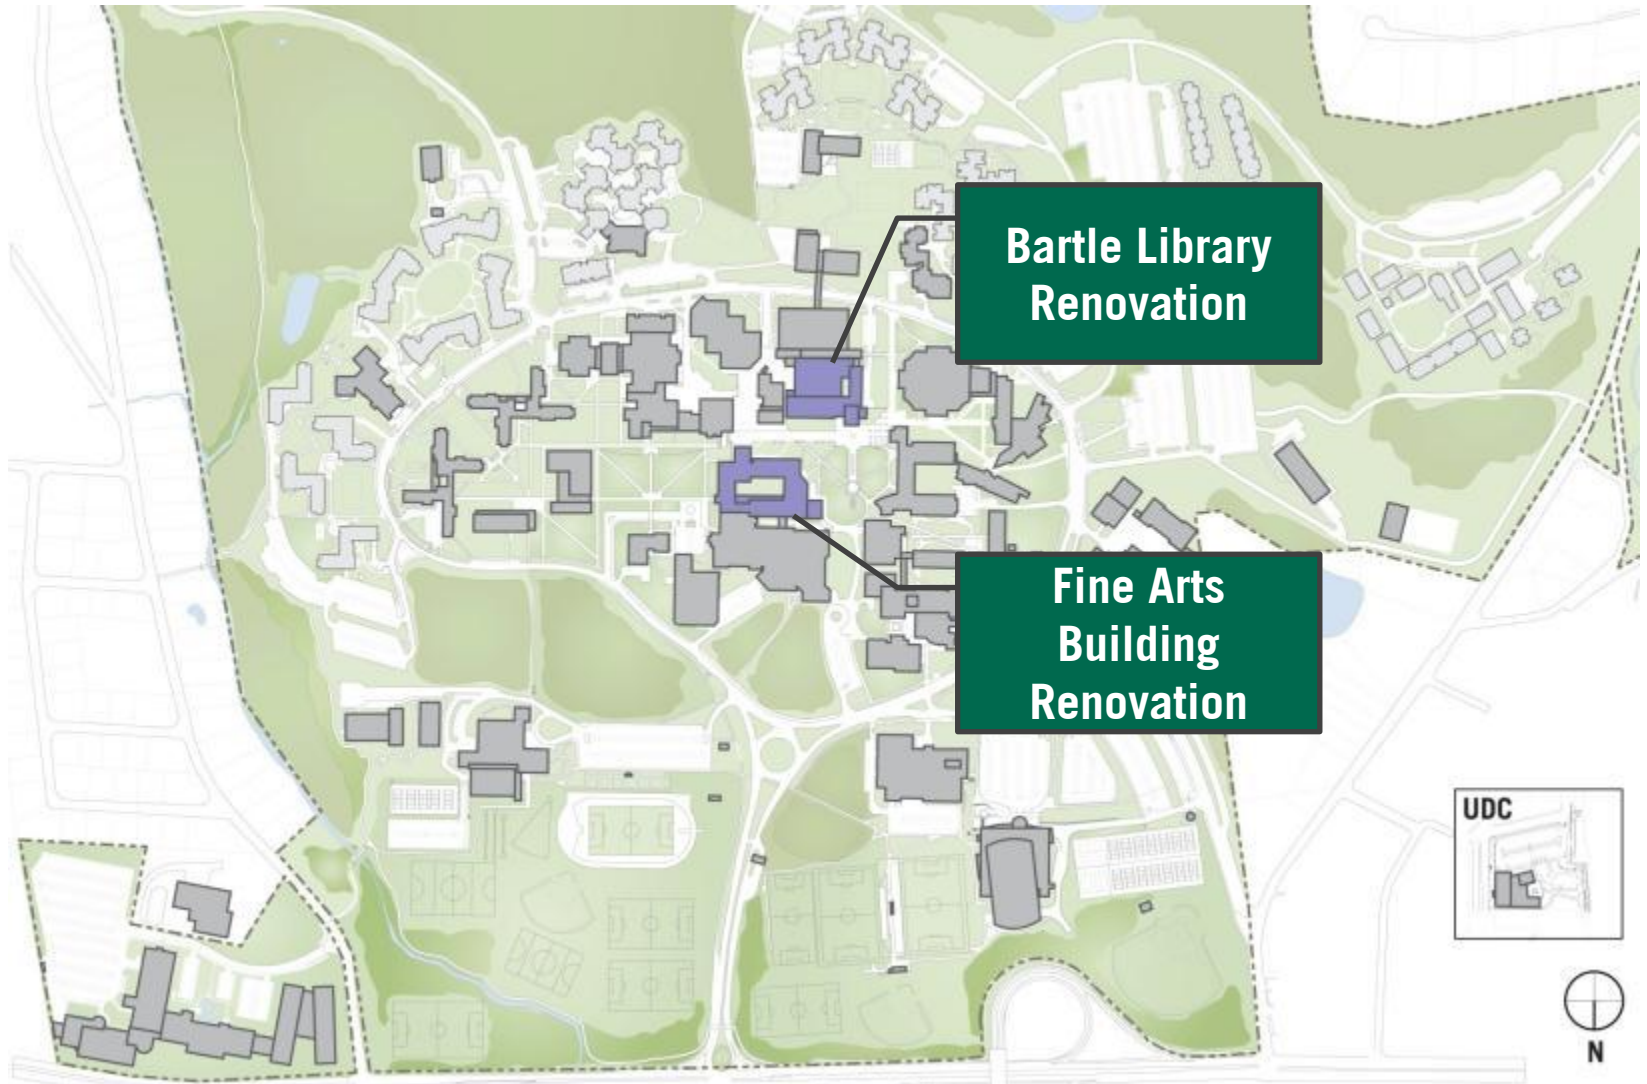 Bartle Library
Renovation
Fine Arts
Building
Renovation
UDC
N